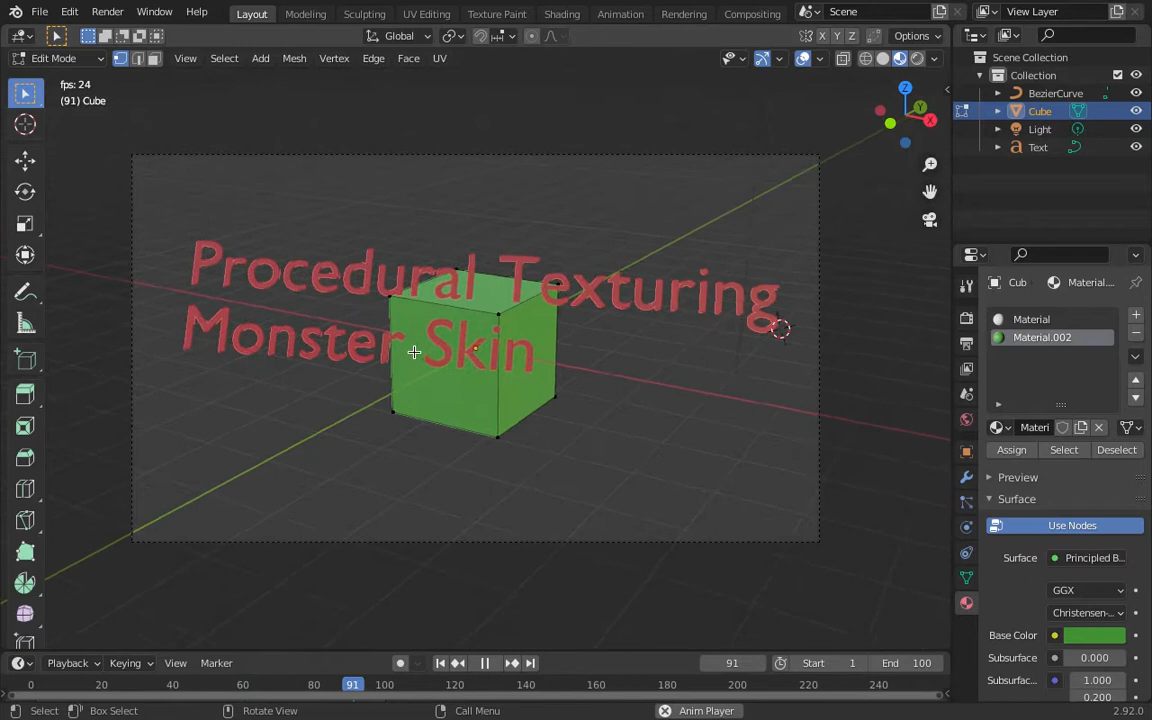 File Edit Render Window Help Layout Modeling Sculpting UV Editing Texture Paint Shading Animation Rendering Compositing Scene View Layer
Global X Y Z Options
Edit Mode View Select Add Mesh Vertex Edge Face UV
fps: 24
(91) Cube
Z
Y
X
Scene Collection
Collection
BezierCurve
Cube
Light
Text
Procedural Texturing
Monster Skin
Cub Material....
Material
Material.002
Materi
Assign Select Deselect
Preview
Surface
Use Nodes
Surface Principled B...
GGX
Christensen-...
Base Color
Subsurface 0.000
Subsurfac... 1.000
0.200
Playback Keying View Marker 91 Start 1 End 100
0 20 40 60 80 91 100 120 140 160 180 200 220 240
Select Box Select Rotate View Call Menu Anim Player 2.92.0